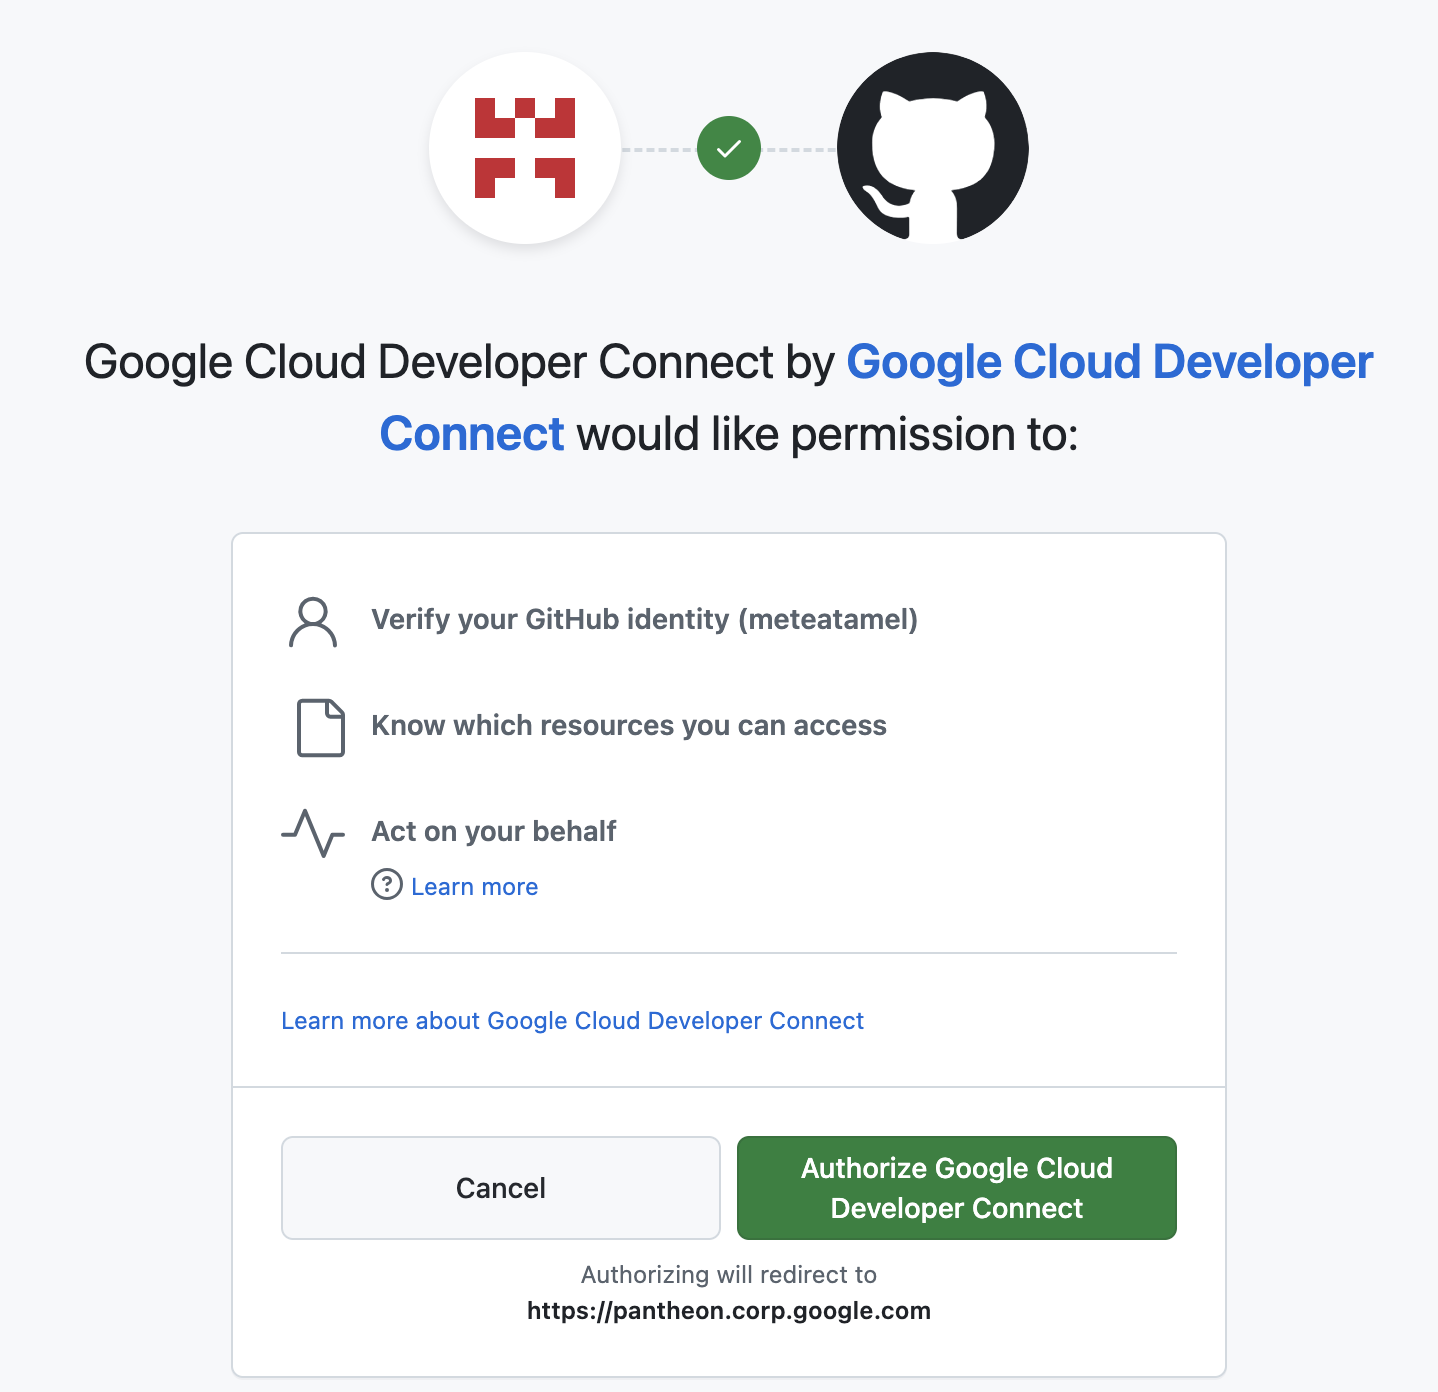 Google Cloud Developer Connect by Google Cloud Developer
Connect would like permission to:
Verify your GitHub identity (meteatamel)
Know which resources you can access
Act on your behalf
Learn more
Learn more about Google Cloud Developer Connect
Cancel
Authorize Google Cloud
Developer Connect
Authorizing will redirect to
https://pantheon.corp.google.com